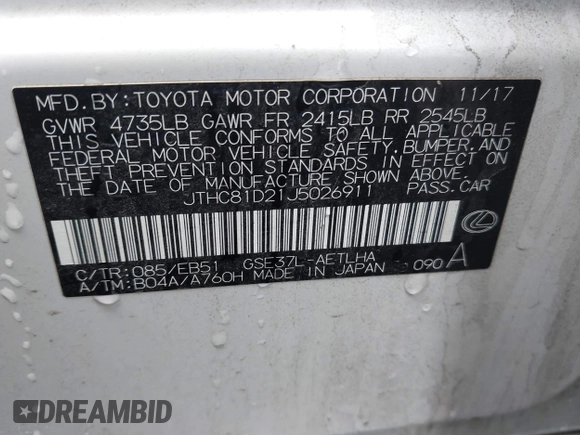 MFD. BY: TOYOTA MOTOR CORPORATION 11/17
GVWR 4735LB GAWR FR 2415LB RR 2545LB
THIS VEHICLE CONFORMS TO ALL APPLICABLE
FEDERAL MOTOR VEHICLE SAFETY, BUMPER, AND
THEFT PREVENTION STANDARDS IN EFFECT ON
THE DATE OF MANUFACTURE SHOWN ABOVE.
JTHC81D21J5026911 PASS. CAR
C/TR: 085/EB51 GSE37L-AETLHA
A/TM: B04A/A760H MADE IN JAPAN 090 A
DREAMBID